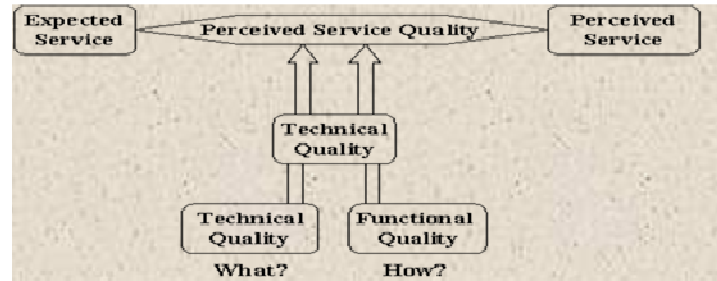 Expected
Service
Perceived Service Quality
Perceived
Service
Technical
Quality
Technical
Quality
Functional
Quality
What?
How?